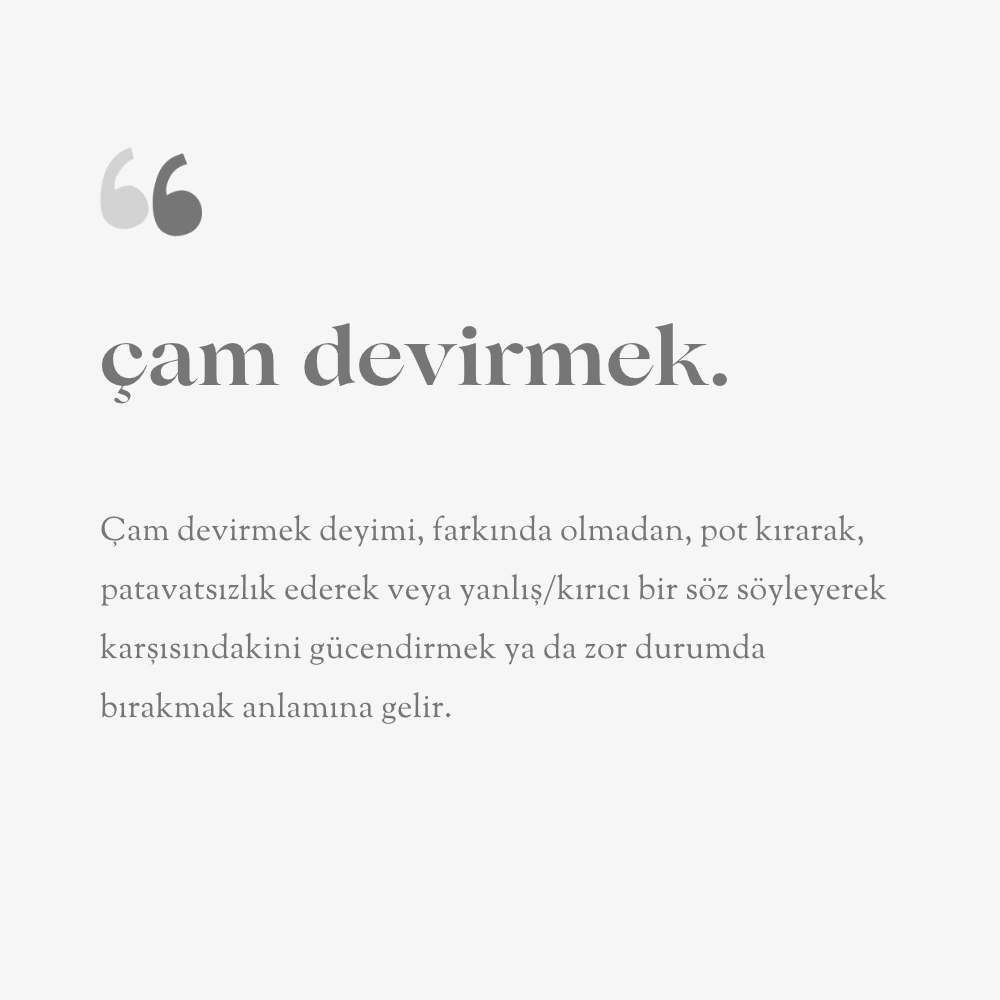 çam devirmek.
Çam devirmek deyimi, farkında olmadan, pot kırarak,
patavatsızlık ederek veya yanlış/kırıcı bir söz söyleyerek
karşısındakini gücendirmek ya da zor durumda
bırakmak anlamına gelir.